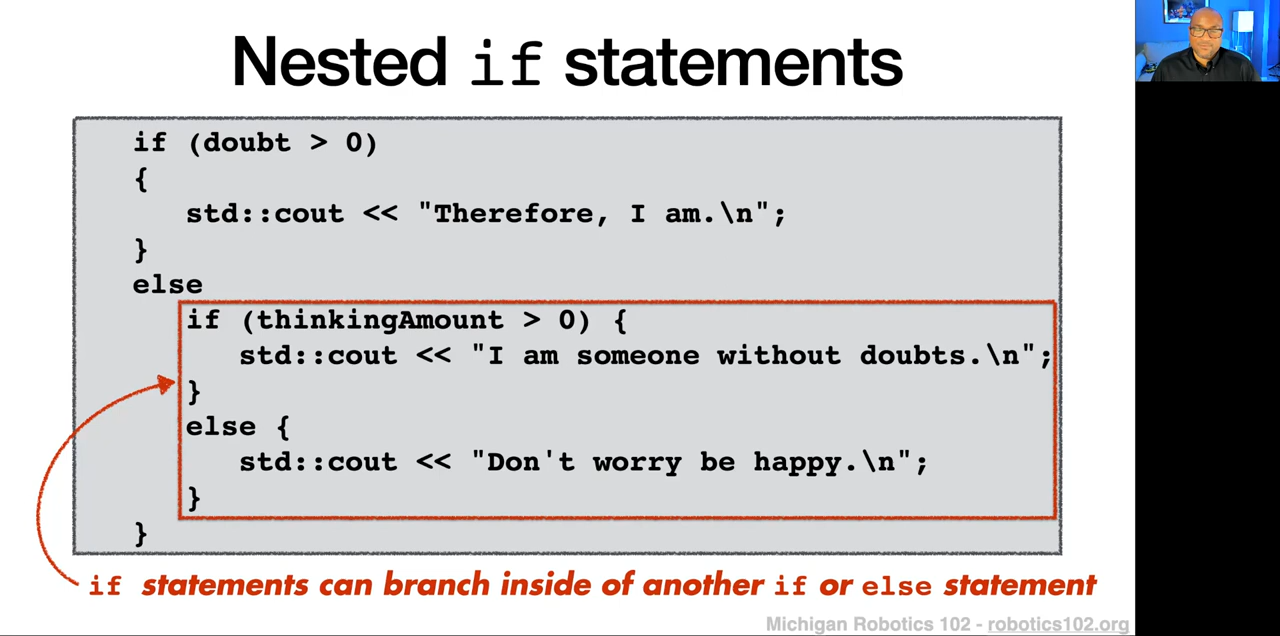 Nested if statements
if (doubt > 0)
{
std::cout << "Therefore, I am.\n";
}
else
if (thinkingAmount > 0) {
std::cout << "I am someone without doubts.\n";
}
else {
std::cout << "Don't worry be happy.\n";
}
}
if statements can branch inside of another if or else statement
Michigan Robotics 102 - robotics102.org